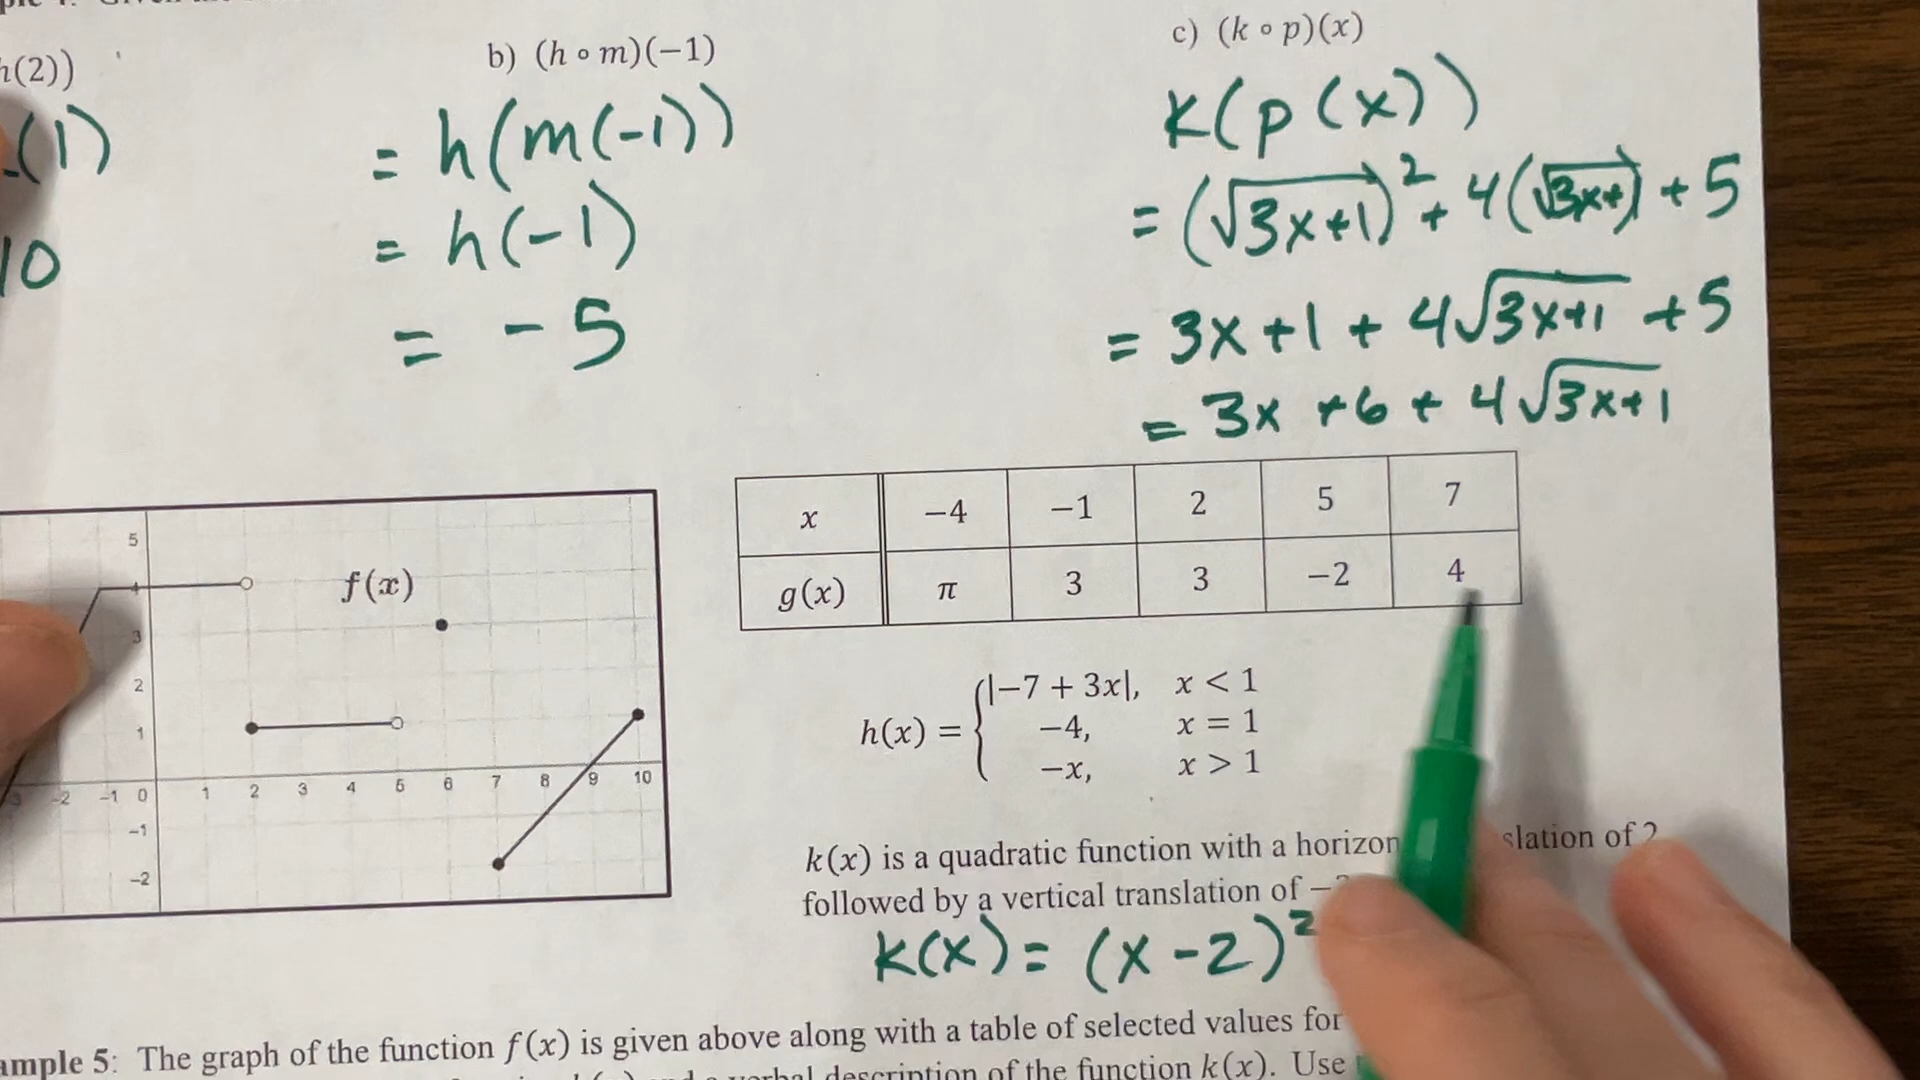 h(2))
(1)
10
b) (h ∘ m)(−1)
= h(m(-1))
= h(-1)
= -5
c) (k ∘ p)(x)
K(p(x))
= (√3x+1)² + 4(√3x+) + 5
= 3x+1 + 4√3x+1 + 5
= 3x +6 + 4√3x+1
5
4
3
2
1
0
−1
−2
f(x)
−3 −2 −1 0 1 2 3 4 5 6 7 8 9 10
x −4 −1 2 5 7
g(x) π 3 3 −2 4
h(x) = { |−7 + 3x|, x < 1
−4, x = 1
−x, x > 1
k(x) is a quadratic function with a horizon slation of 2
followed by a vertical translation of −
K(x) = (x -2)²
ample 5: The graph of the function f(x) is given above along with a table of selected values for
description of the function k(x). Use